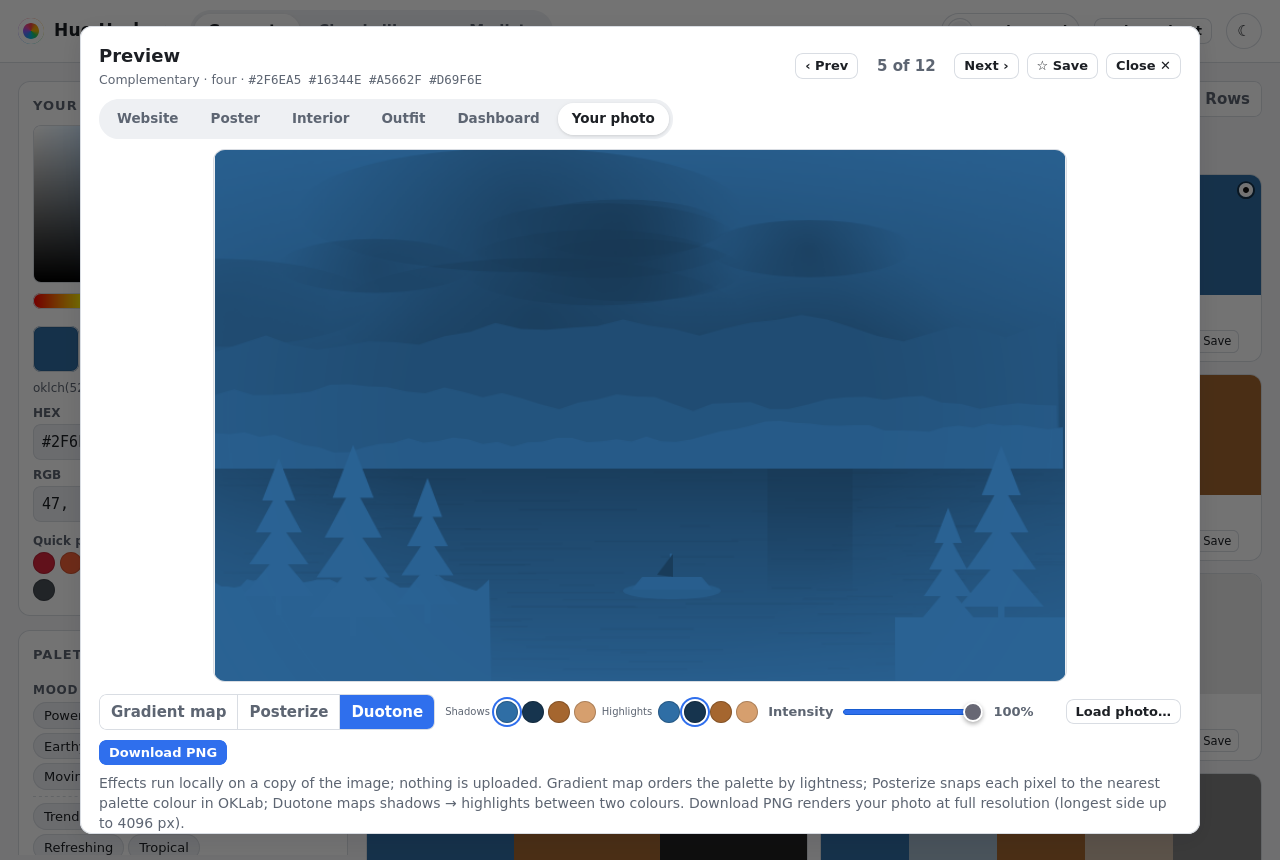 Preview
Complementary · four · #2F6EA5 #16344E #A5662F #D69F6E
‹ Prev
5 of 12
Next ›
☆ Save
Close ✕
Website
Poster
Interior
Outfit
Dashboard
Your photo
Gradient map
Posterize
Duotone
Shadows
Highlights
Intensity
100%
Load photo…
Download PNG
Effects run locally on a copy of the image; nothing is uploaded. Gradient map orders the palette by lightness; Posterize snaps each pixel to the nearest
palette colour in OKLab; Duotone maps shadows → highlights between two colours. Download PNG renders your photo at full resolution (longest side up
to 4096 px).
YOUR
HEX
RGB
47,
MOOD
Refreshing
Tropical
Rows
Save
Save
Save